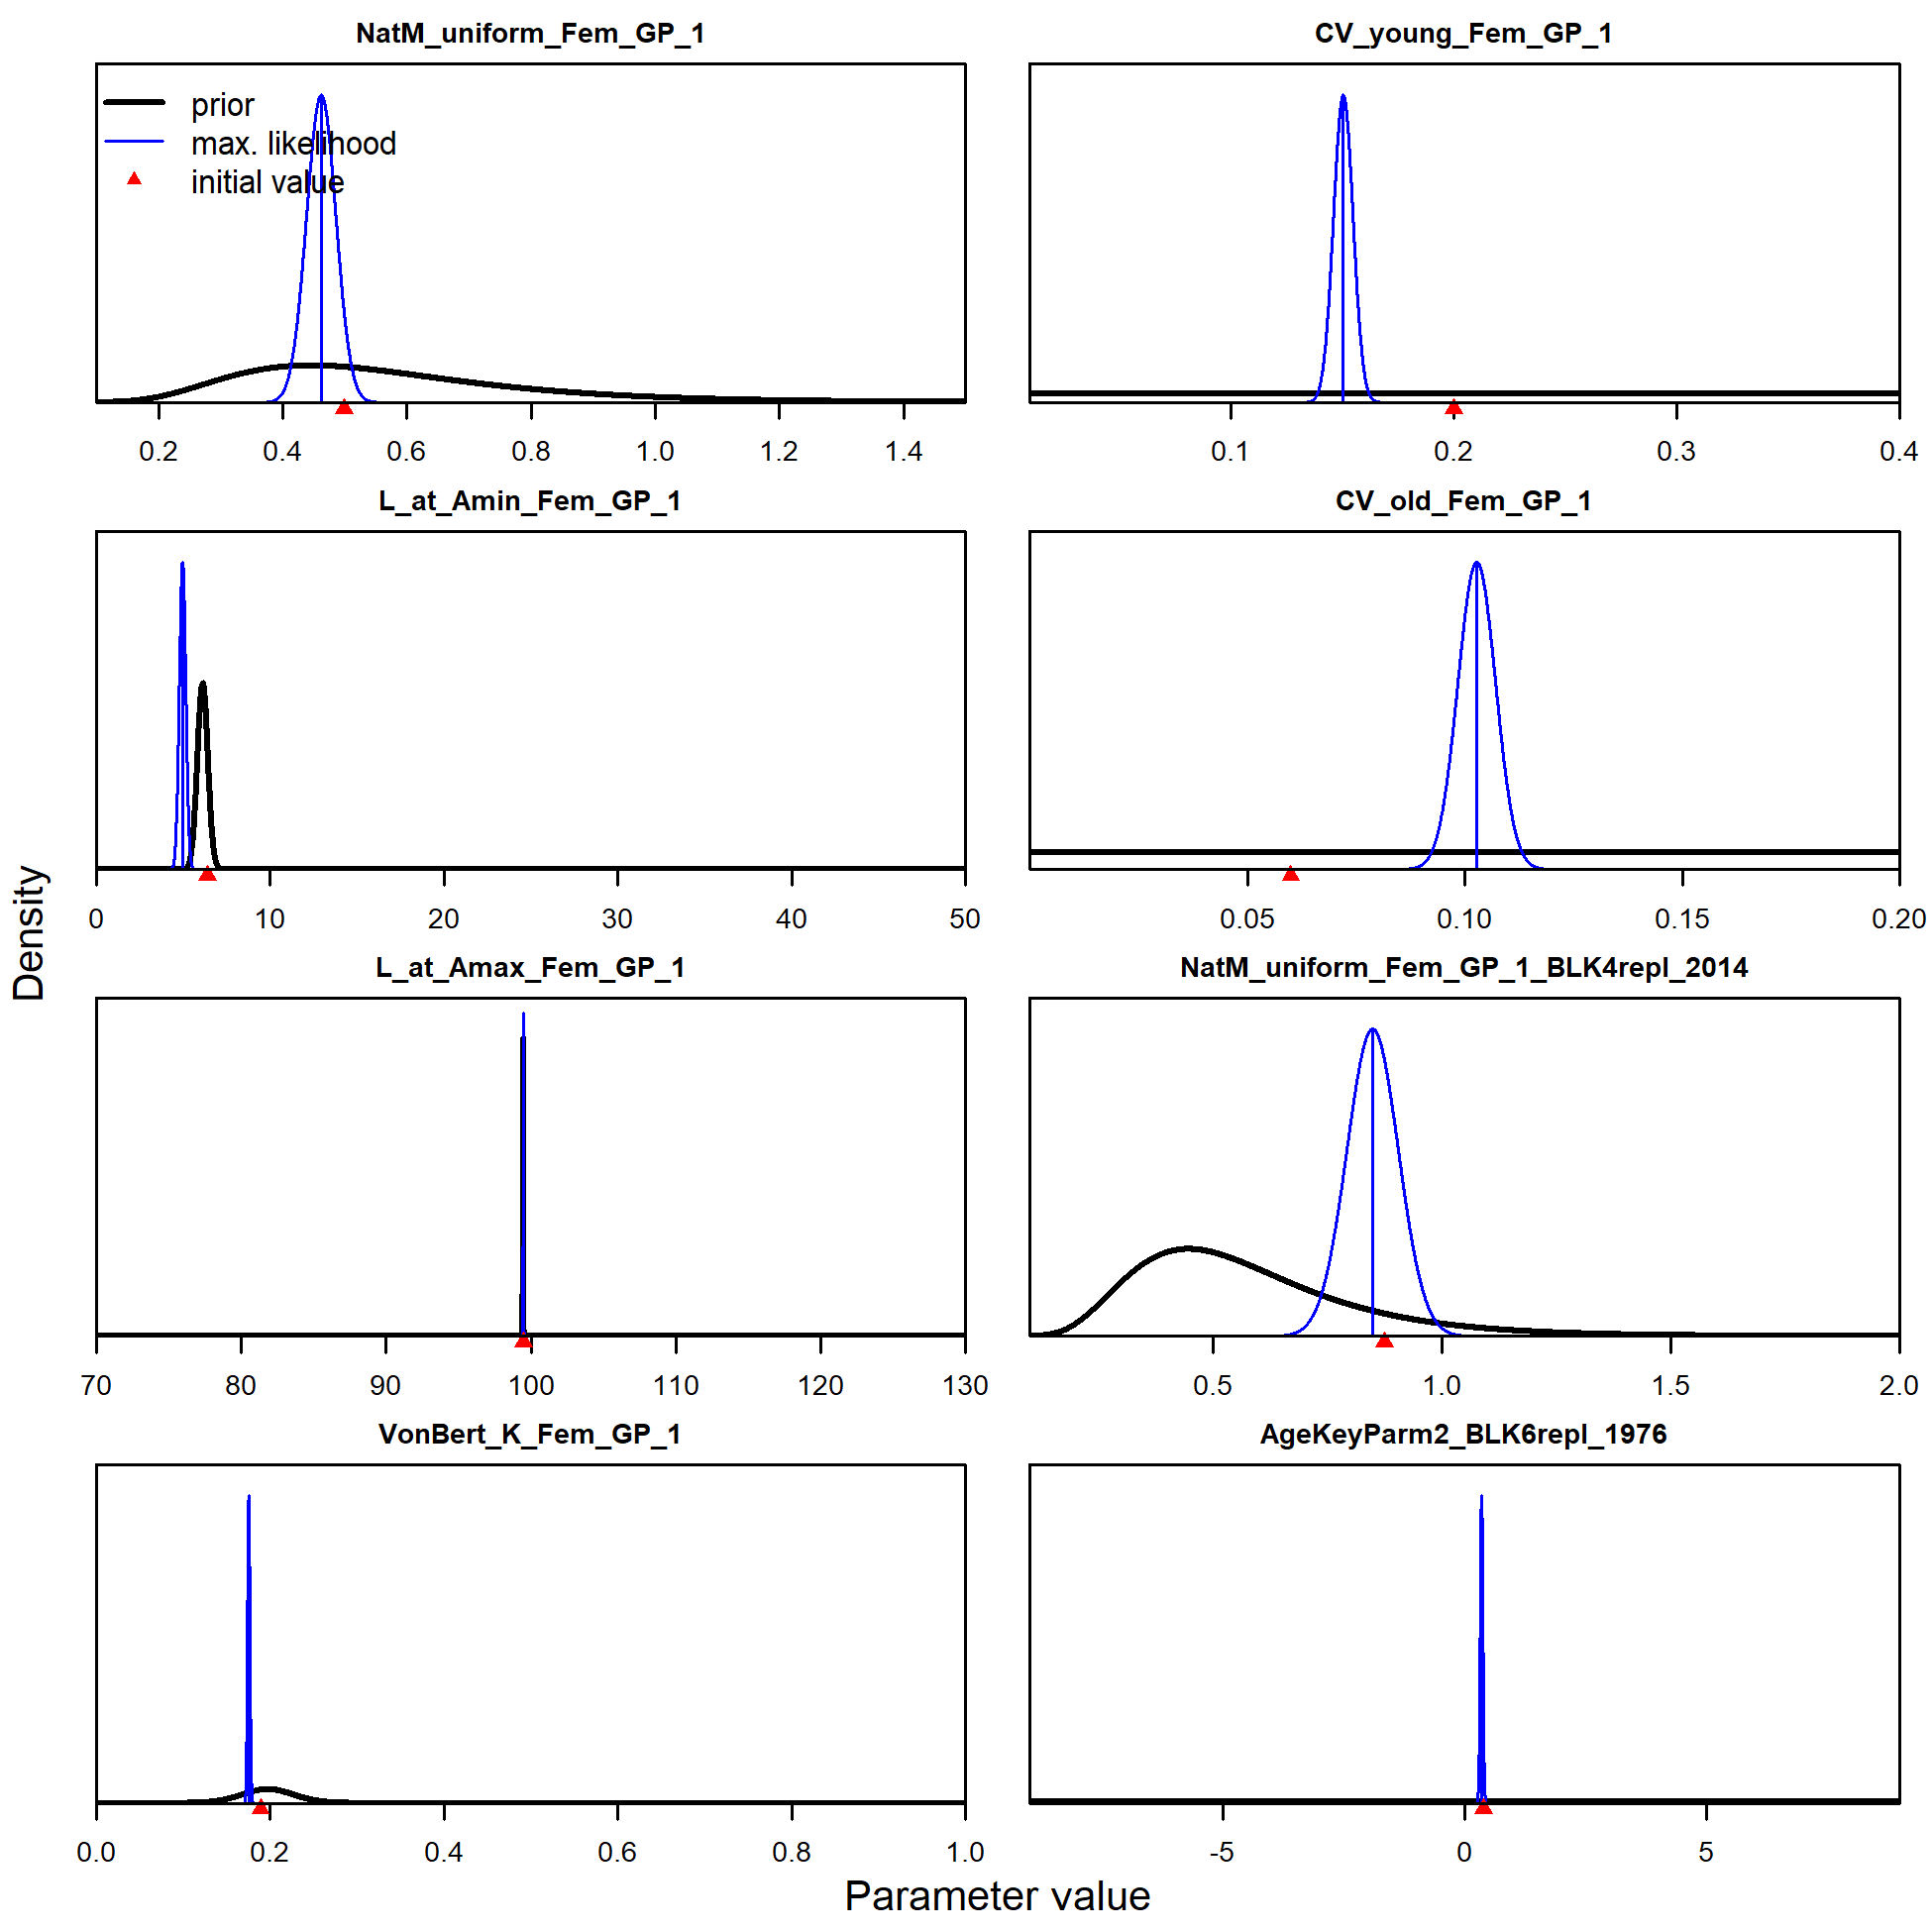 NatM_uniform_Fem_GP_1
prior
max. likelihood
initial value
0.2 0.4 0.6 0.8 1.0 1.2 1.4
CV_young_Fem_GP_1
0.1 0.2 0.3 0.4
L_at_Amin_Fem_GP_1
0 10 20 30 40 50
CV_old_Fem_GP_1
0.05 0.10 0.15 0.20
L_at_Amax_Fem_GP_1
70 80 90 100 110 120 130
NatM_uniform_Fem_GP_1_BLK4repl_2014
0.5 1.0 1.5 2.0
VonBert_K_Fem_GP_1
0.0 0.2 0.4 0.6 0.8 1.0
AgeKeyParm2_BLK6repl_1976
-5 0 5
Density
Parameter value